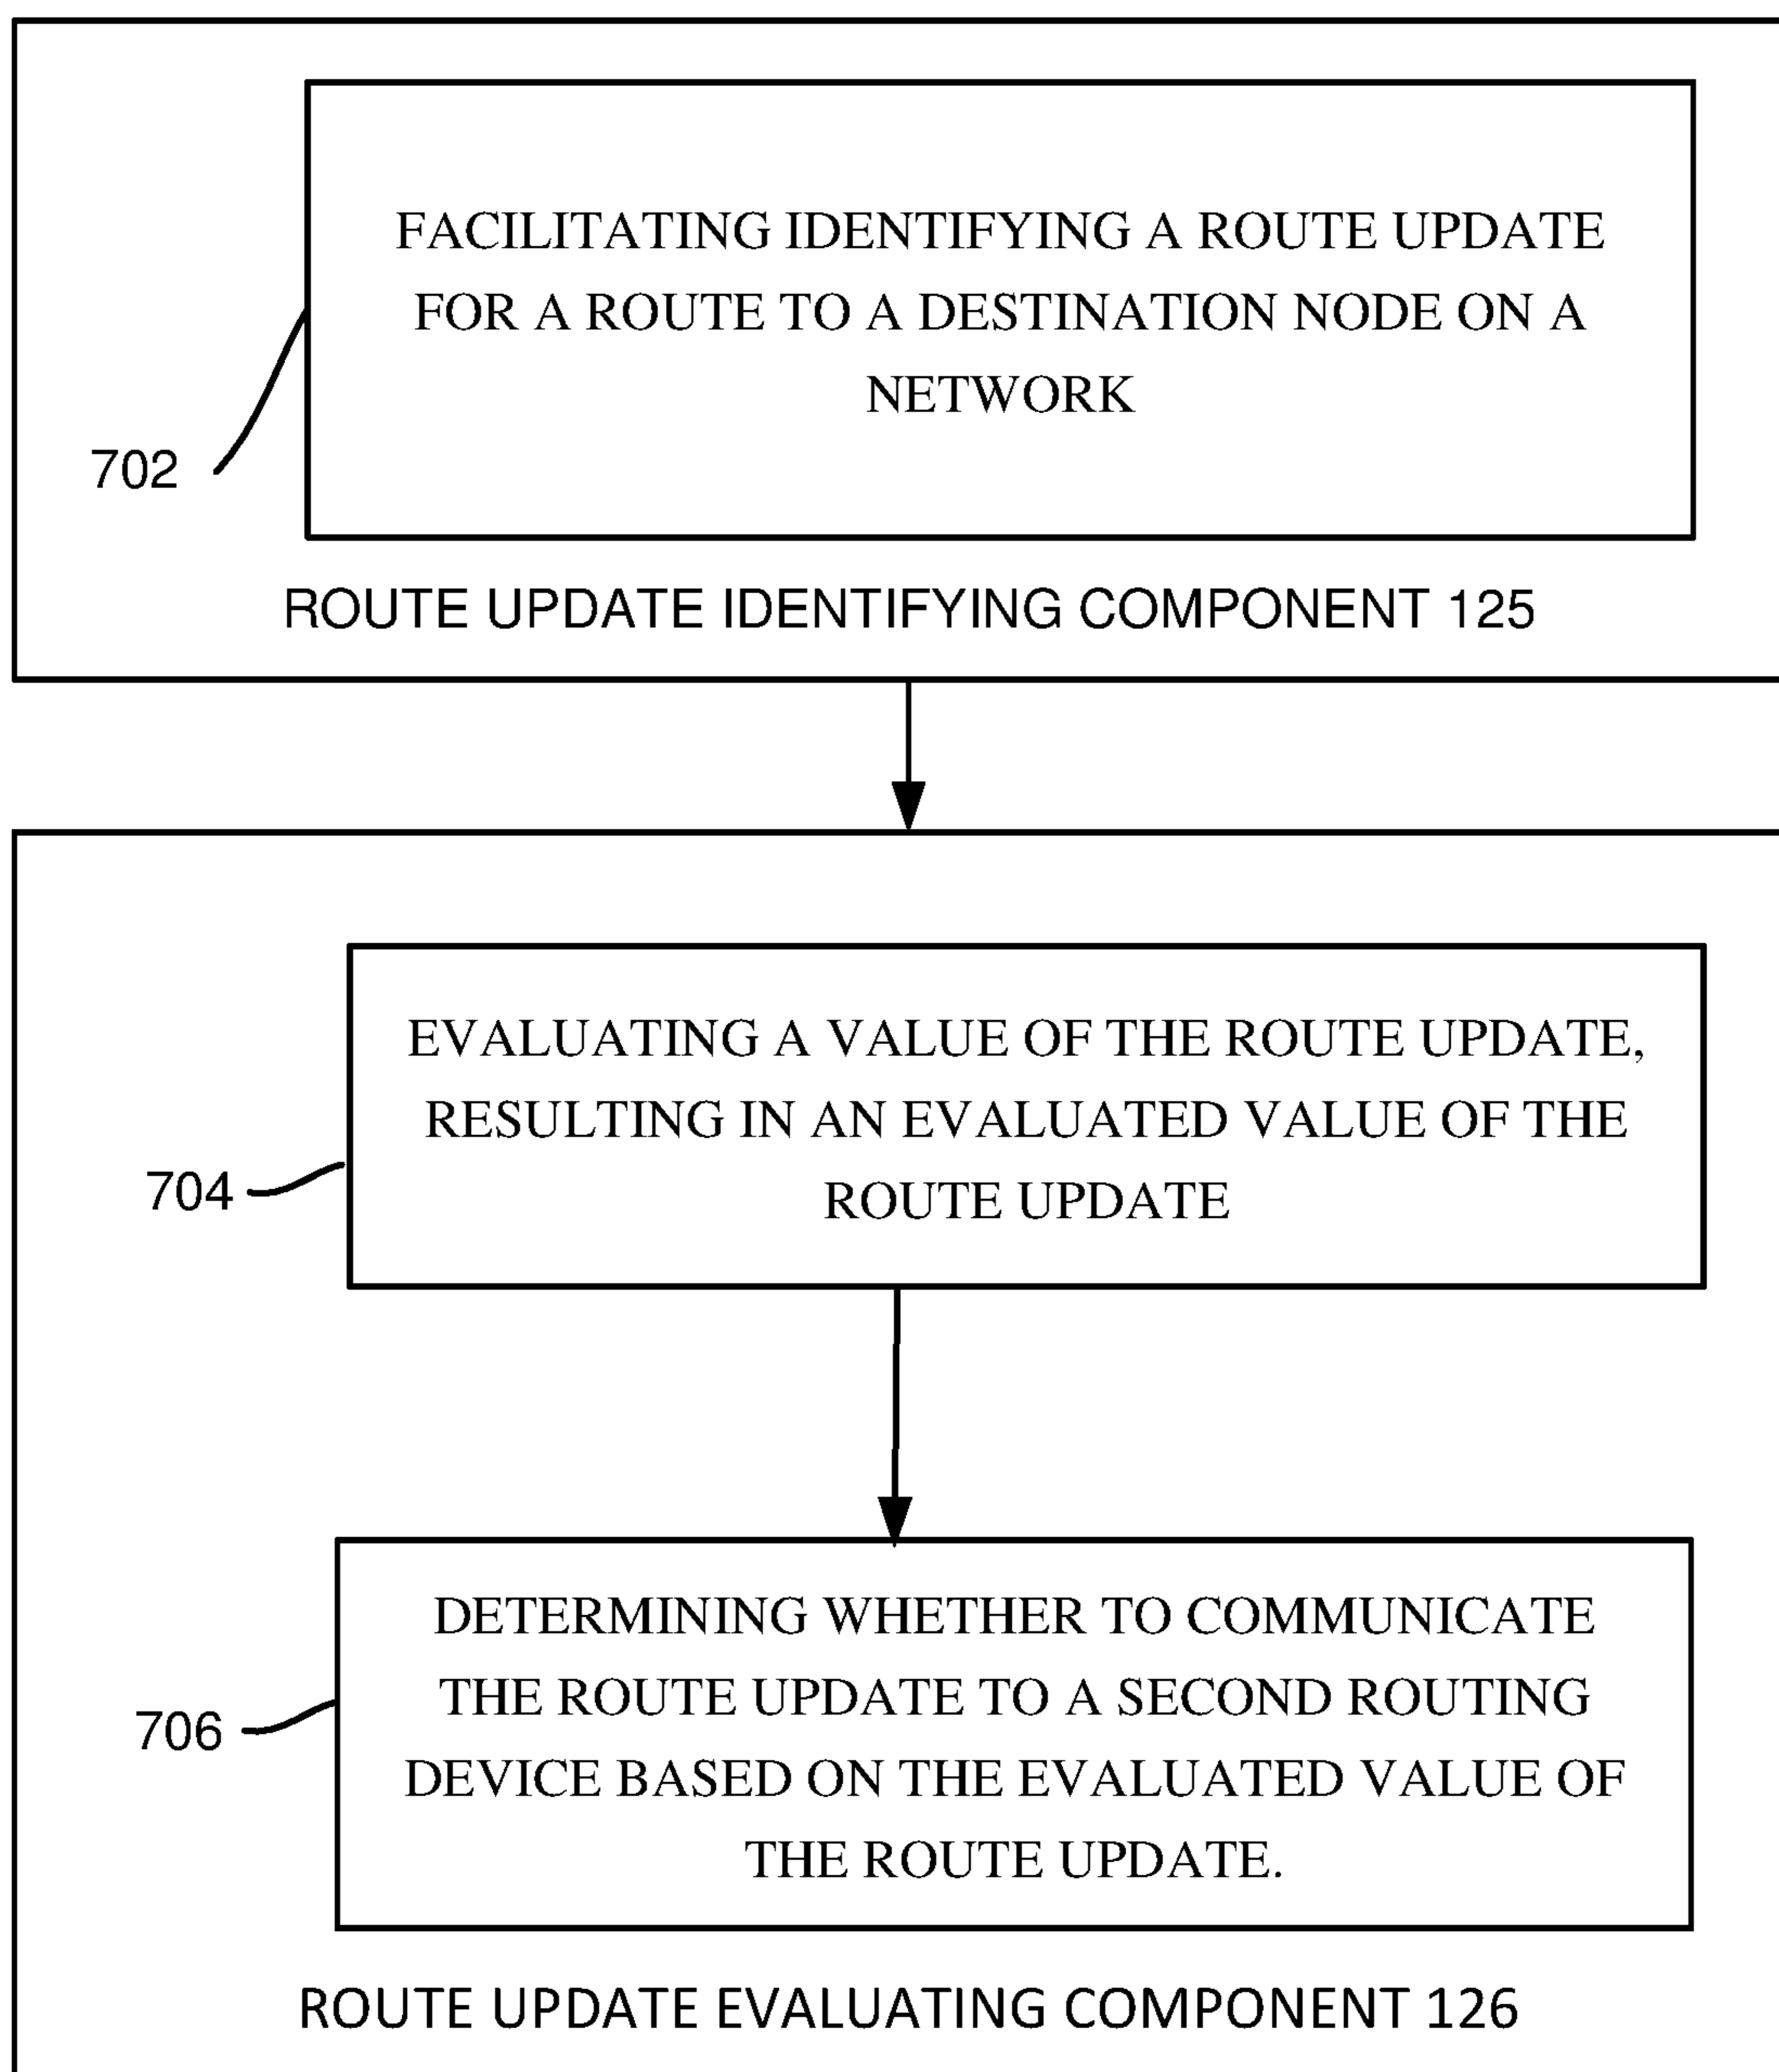 FACILITATING IDENTIFYING A ROUTE UPDATE
FOR A ROUTE TO A DESTINATION NODE ON A
NETWORK
702
ROUTE UPDATE IDENTIFYING COMPONENT 125
EVALUATING A VALUE OF THE ROUTE UPDATE,
RESULTING IN AN EVALUATED VALUE OF THE
ROUTE UPDATE
704
DETERMINING WHETHER TO COMMUNICATE
THE ROUTE UPDATE TO A SECOND ROUTING
DEVICE BASED ON THE EVALUATED VALUE OF
THE ROUTE UPDATE.
706
ROUTE UPDATE EVALUATING COMPONENT 126